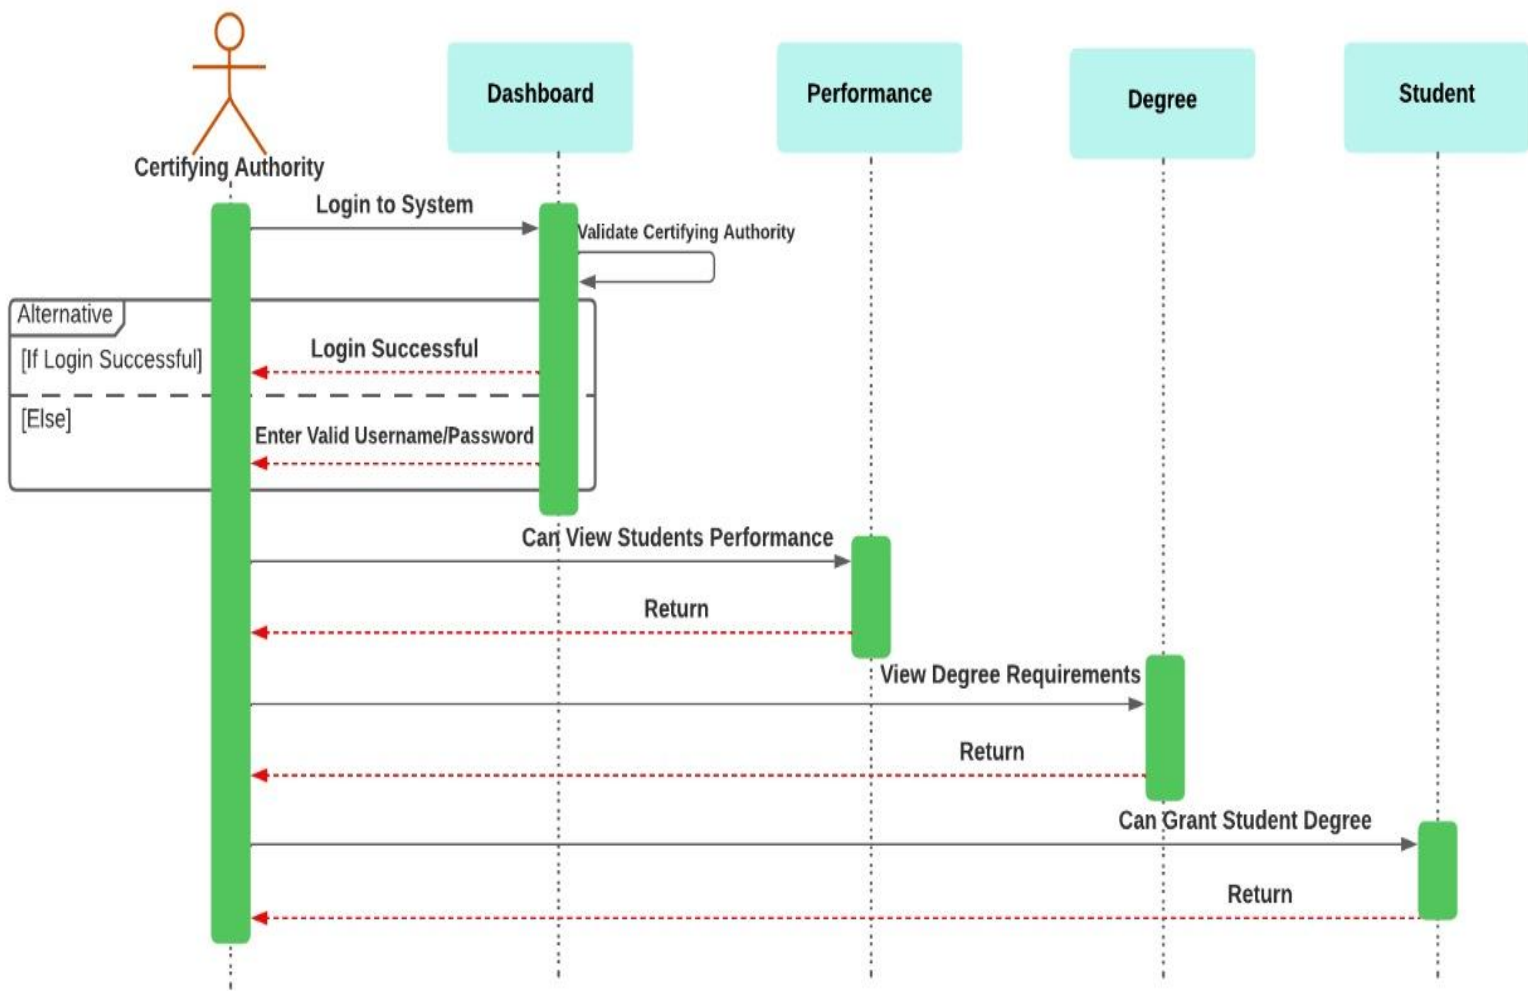 Dashboard
Performance
Degree
Student
Certifying Authority
Login to System
Validate Certifying Authority
Alternative
[If Login Successful]
Login Successful
[Else]
Enter Valid Username/Password
Can View Students Performance
Return
View Degree Requirements
Return
Can Grant Student Degree
Return